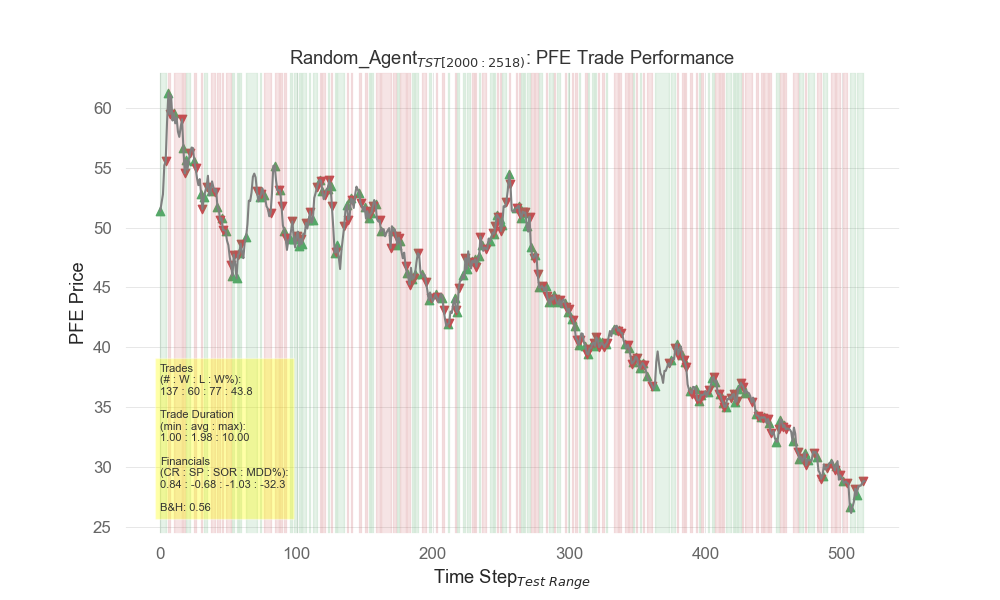 Random_Agent TST[2000 : 2518) : PFE Trade Performance
PFE Price
60
55
50
45
40
35
30
25
Trades
(# : W : L : W%):
137 : 60 : 77 : 43.8
Trade Duration
(min : avg : max):
1.00 : 1.98 : 10.00
Financials
(CR : SP : SOR : MDD%):
0.84 : -0.68 : -1.03 : -32.3
B&H: 0.56
0 100 200 300 400 500
Time Step Test Range